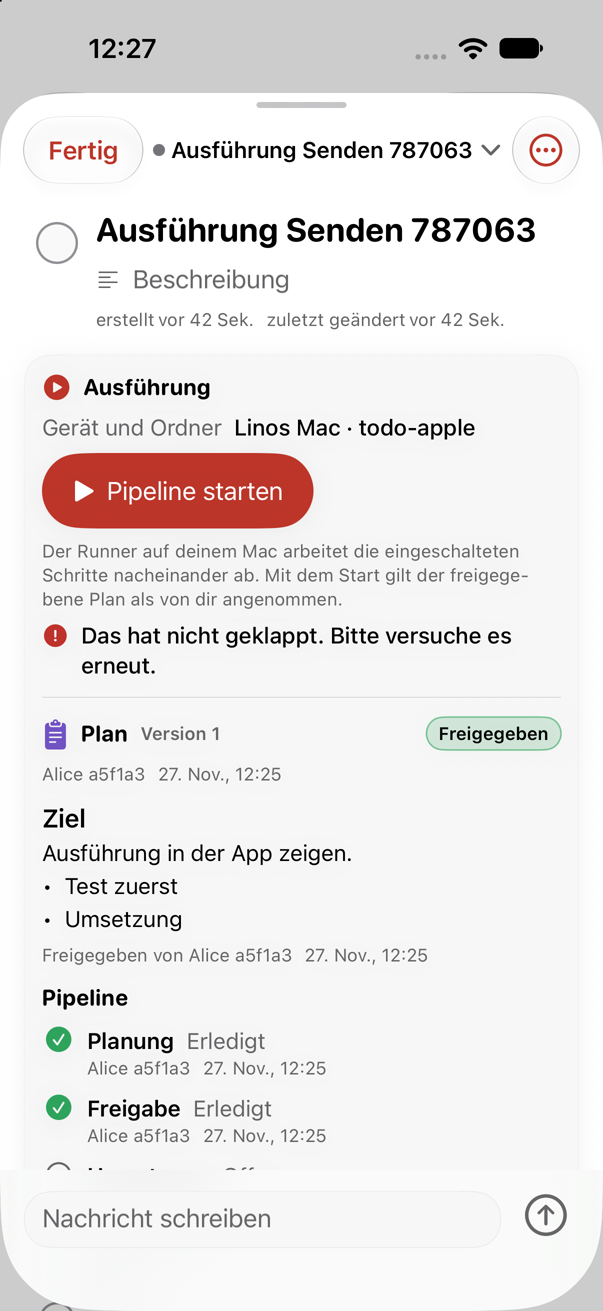 12:27
Fertig
Ausführung Senden 787063
Ausführung Senden 787063
Beschreibung
erstellt vor 42 Sek. zuletzt geändert vor 42 Sek.
Ausführung
Gerät und Ordner Linos Mac · todo-apple
Pipeline starten
Der Runner auf deinem Mac arbeitet die eingeschalteten
Schritte nacheinander ab. Mit dem Start gilt der freigege-
bene Plan als von dir angenommen.
Das hat nicht geklappt. Bitte versuche es
erneut.
Plan Version 1 Freigegeben
Alice a5f1a3 27. Nov., 12:25
Ziel
Ausführung in der App zeigen.
• Test zuerst
• Umsetzung
Freigegeben von Alice a5f1a3 27. Nov., 12:25
Pipeline
Planung Erledigt
Alice a5f1a3 27. Nov., 12:25
Freigabe Erledigt
Alice a5f1a3 27. Nov., 12:25
Nachricht schreiben